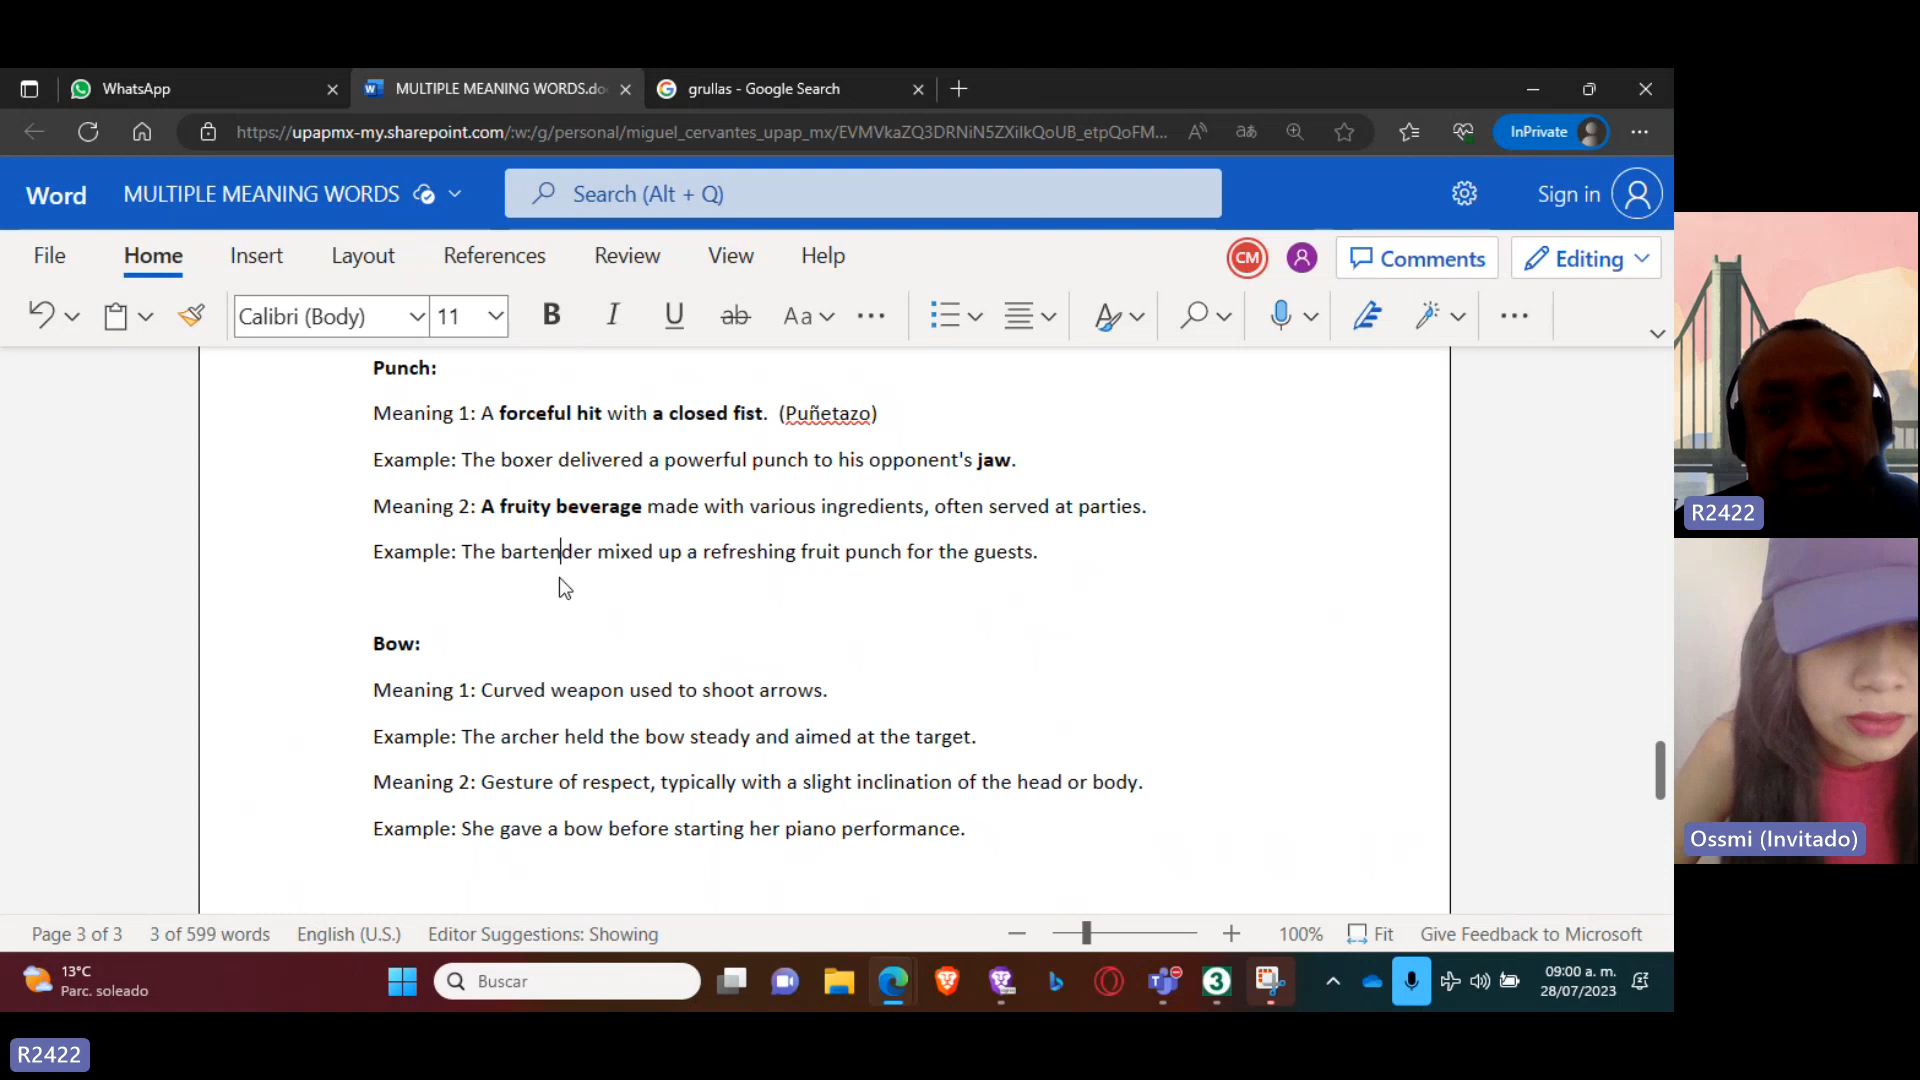 WhatsApp
MULTIPLE MEANING WORDS.do
grullas - Google Search
https://upapmx-my.sharepoint.com/:w:/g/personal/miguel_cervantes_upap_mx/EVMVkaZQ3DRNiN5ZXiIkQoUB_etpQoFM...
InPrivate
Word
MULTIPLE MEANING WORDS
Search (Alt + Q)
Sign in
File
Home
Insert
Layout
References
Review
View
Help
CM
Comments
Editing
Calibri (Body)
11
Punch:
Meaning 1: A forceful hit with a closed fist. (Puñetazo)
Example: The boxer delivered a powerful punch to his opponent's jaw.
Meaning 2: A fruity beverage made with various ingredients, often served at parties.
Example: The bartender mixed up a refreshing fruit punch for the guests.
Bow:
Meaning 1: Curved weapon used to shoot arrows.
Example: The archer held the bow steady and aimed at the target.
Meaning 2: Gesture of respect, typically with a slight inclination of the head or body.
Example: She gave a bow before starting her piano performance.
Page 3 of 3
3 of 599 words
English (U.S.)
Editor Suggestions: Showing
100%
Fit
Give Feedback to Microsoft
13°C
Parc. soleado
Buscar
09:00 a. m.
28/07/2023
R2422
Ossmi (Invitado)
R2422